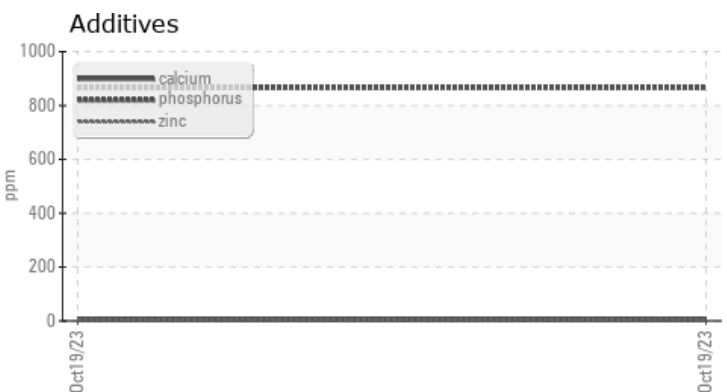 Additives
1000
800
600
400
200
0
ppm
calcium
phosphorus
zinc
Oct19/23
Oct19/23